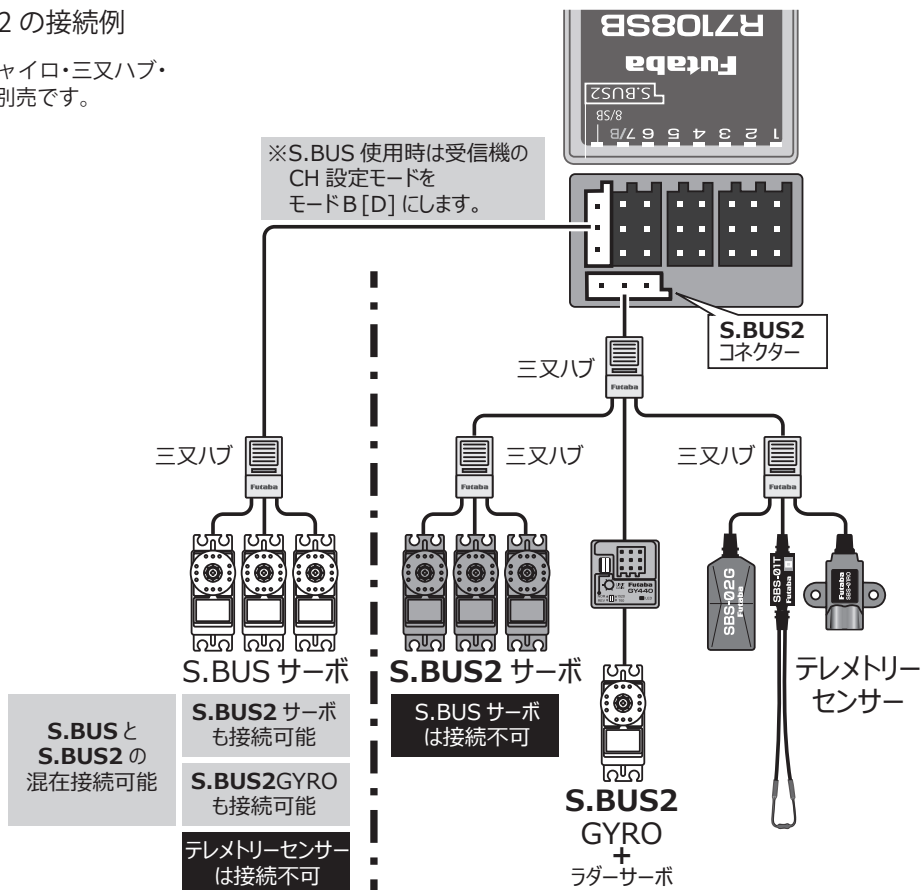 2 の接続例
ャイロ・三又ハブ・
別売です。
R7108SB
Futaba
S.BUS2
8/SB
1 2 3 4 5 6 7/B
※S.BUS 使用時は受信機の
CH 設定モードを
モードB [D] にします。
S.BUS2
コネクター
三又ハブ
Futaba
三又ハブ
Futaba
三又ハブ
Futaba
三又ハブ
Futaba
Futaba
GY440
SBS-02G
Futaba
SBS-01T
Futaba
Futaba
S.BUS サーボ
S.BUS2 サーボ
テレメトリー
センサー
S.BUS と
S.BUS2 の
混在接続可能
S.BUS2 サーボ
も接続可能
S.BUS2GYRO
も接続可能
テレメトリーセンサー
は接続不可
S.BUS サーボ
は接続不可
S.BUS2
GYRO
+
ラダーサーボ